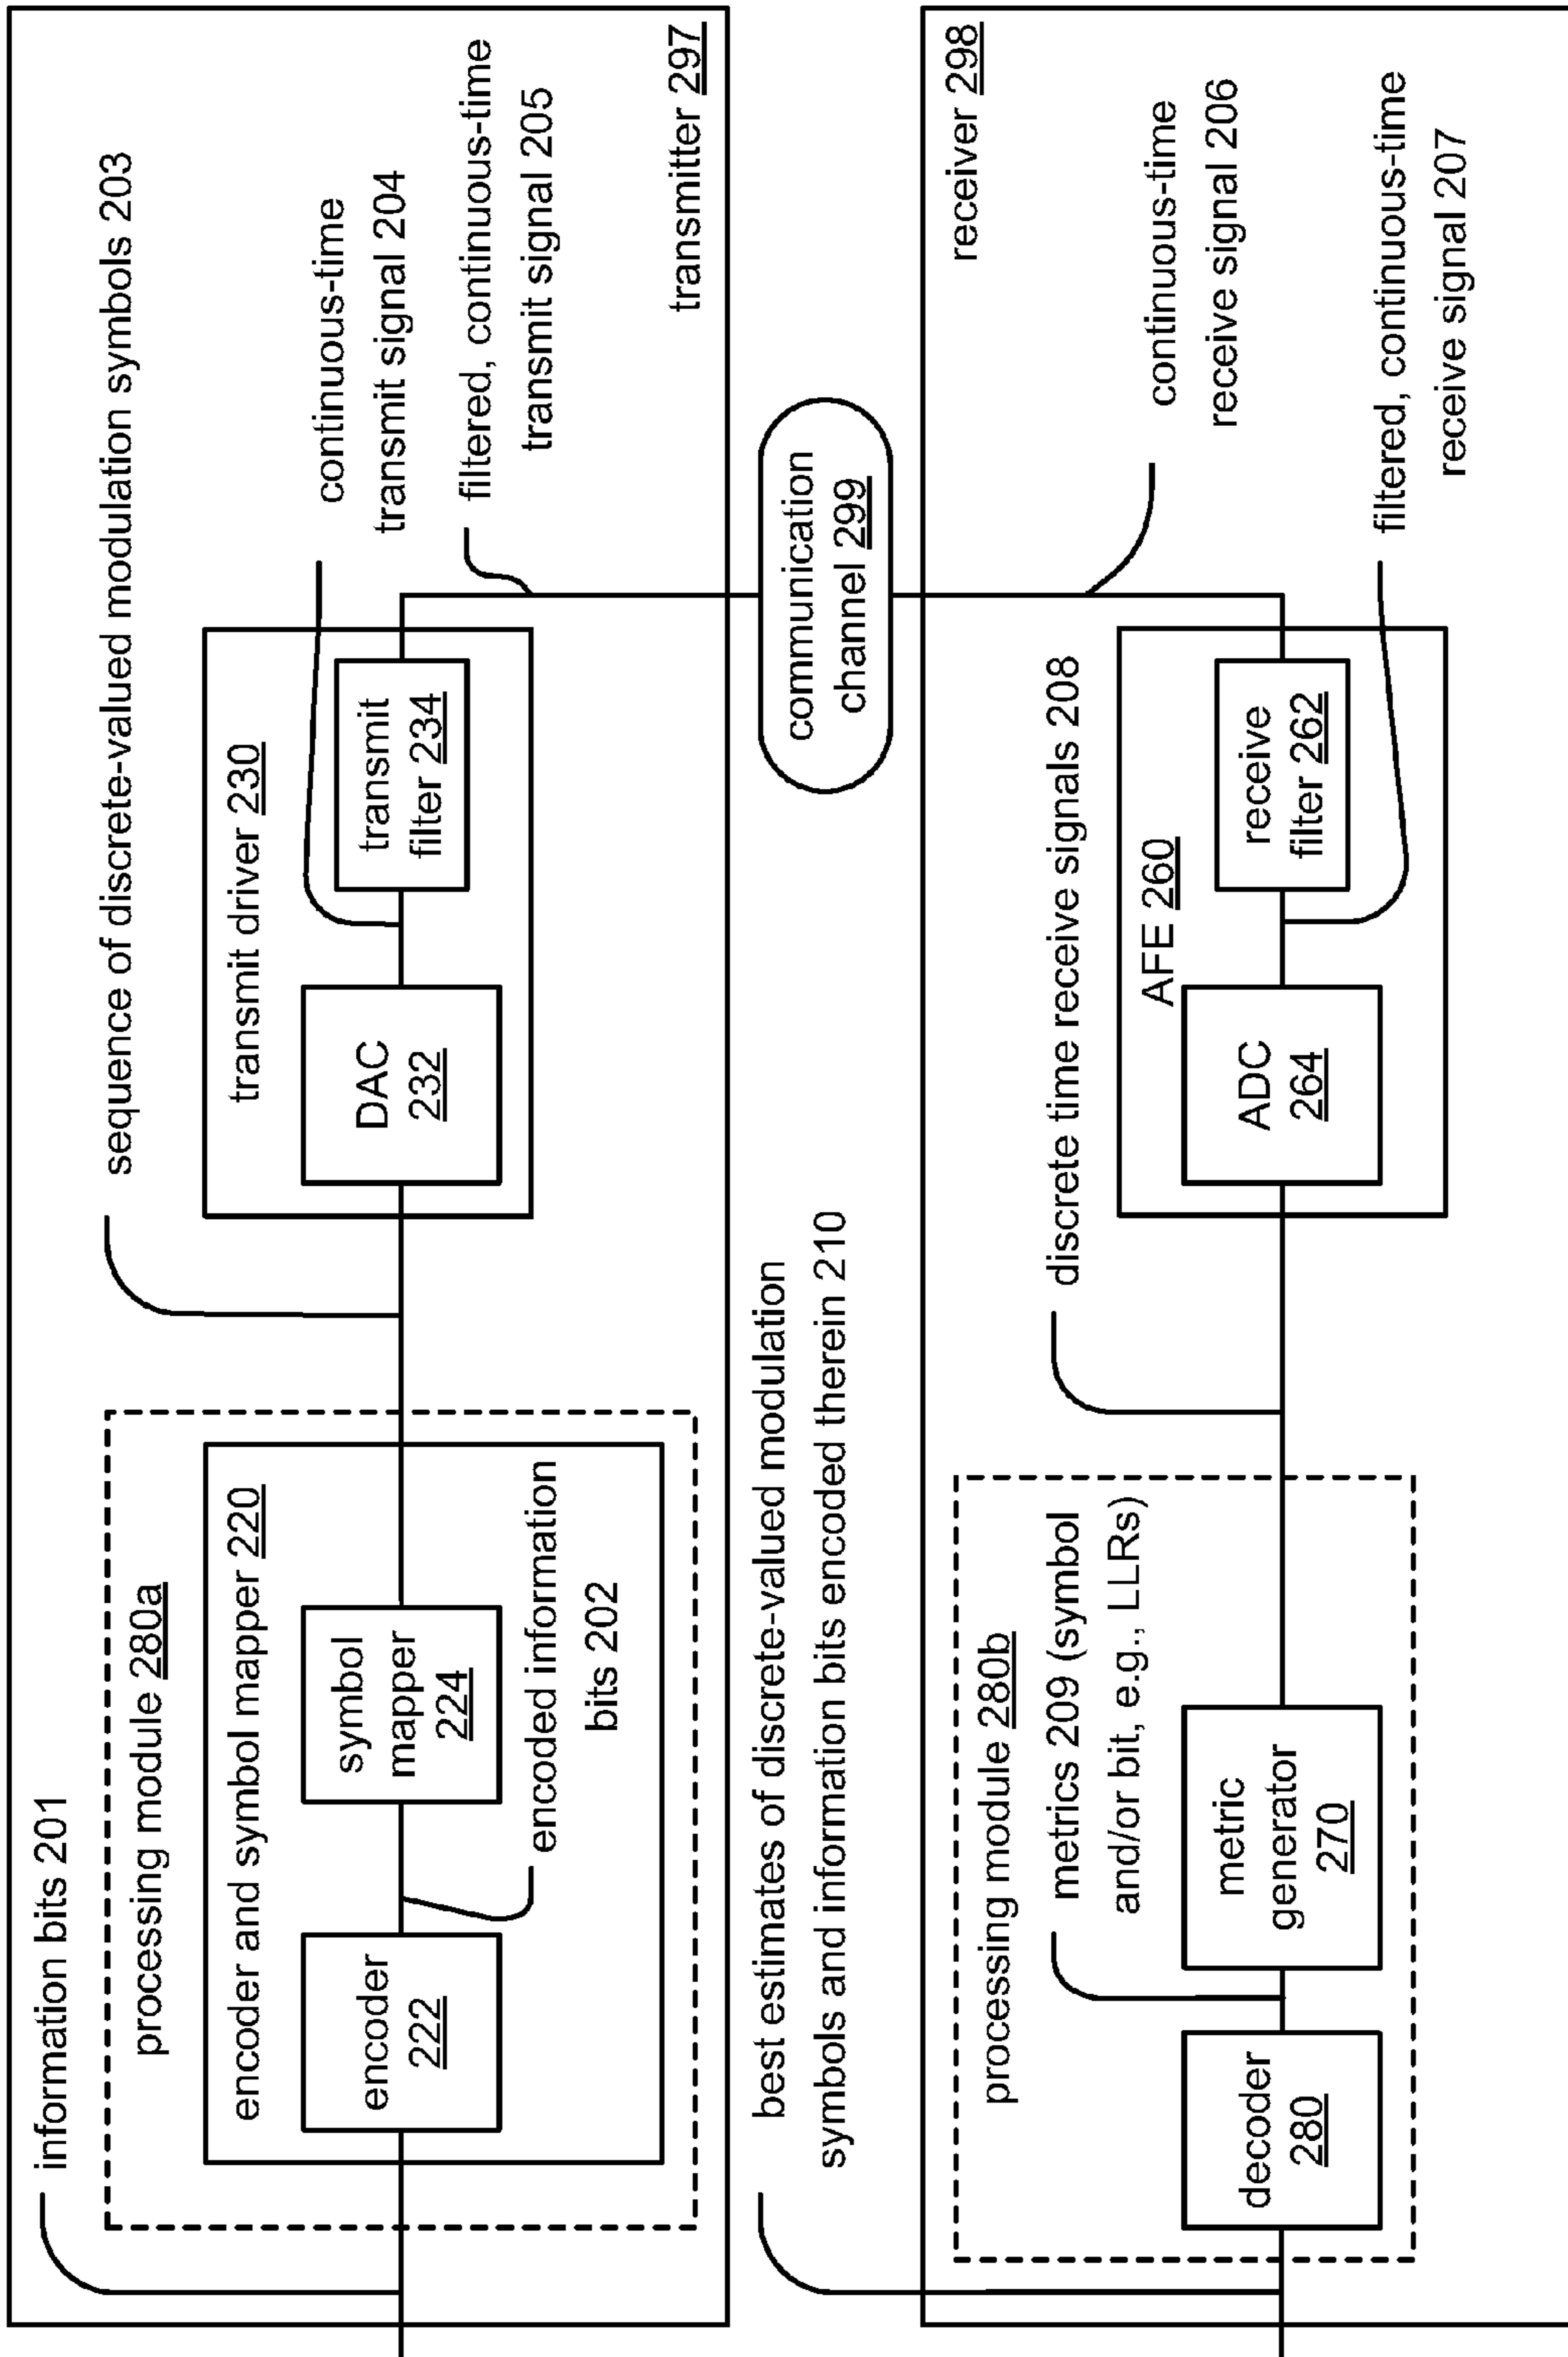 information bits 201
sequence of discrete-valued modulation symbols 203
processing module 280a
encoder and symbol mapper 220
encoder
222
symbol
mapper
224
encoded information
bits 202
transmit driver 230
DAC
232
transmit
filter 234
continuous-time
transmit signal 204
filtered, continuous-time
transmit signal 205
transmitter 297
communication
channel 299
best estimates of discrete-valued modulation
symbols and information bits encoded therein 210
receiver 298
processing module 280b
metrics 209 (symbol
and/or bit, e.g., LLRs)
decoder
280
metric
generator
270
discrete time receive signals 208
AFE 260
ADC
264
receive
filter 262
continuous-time
receive signal 206
filtered, continuous-time
receive signal 207